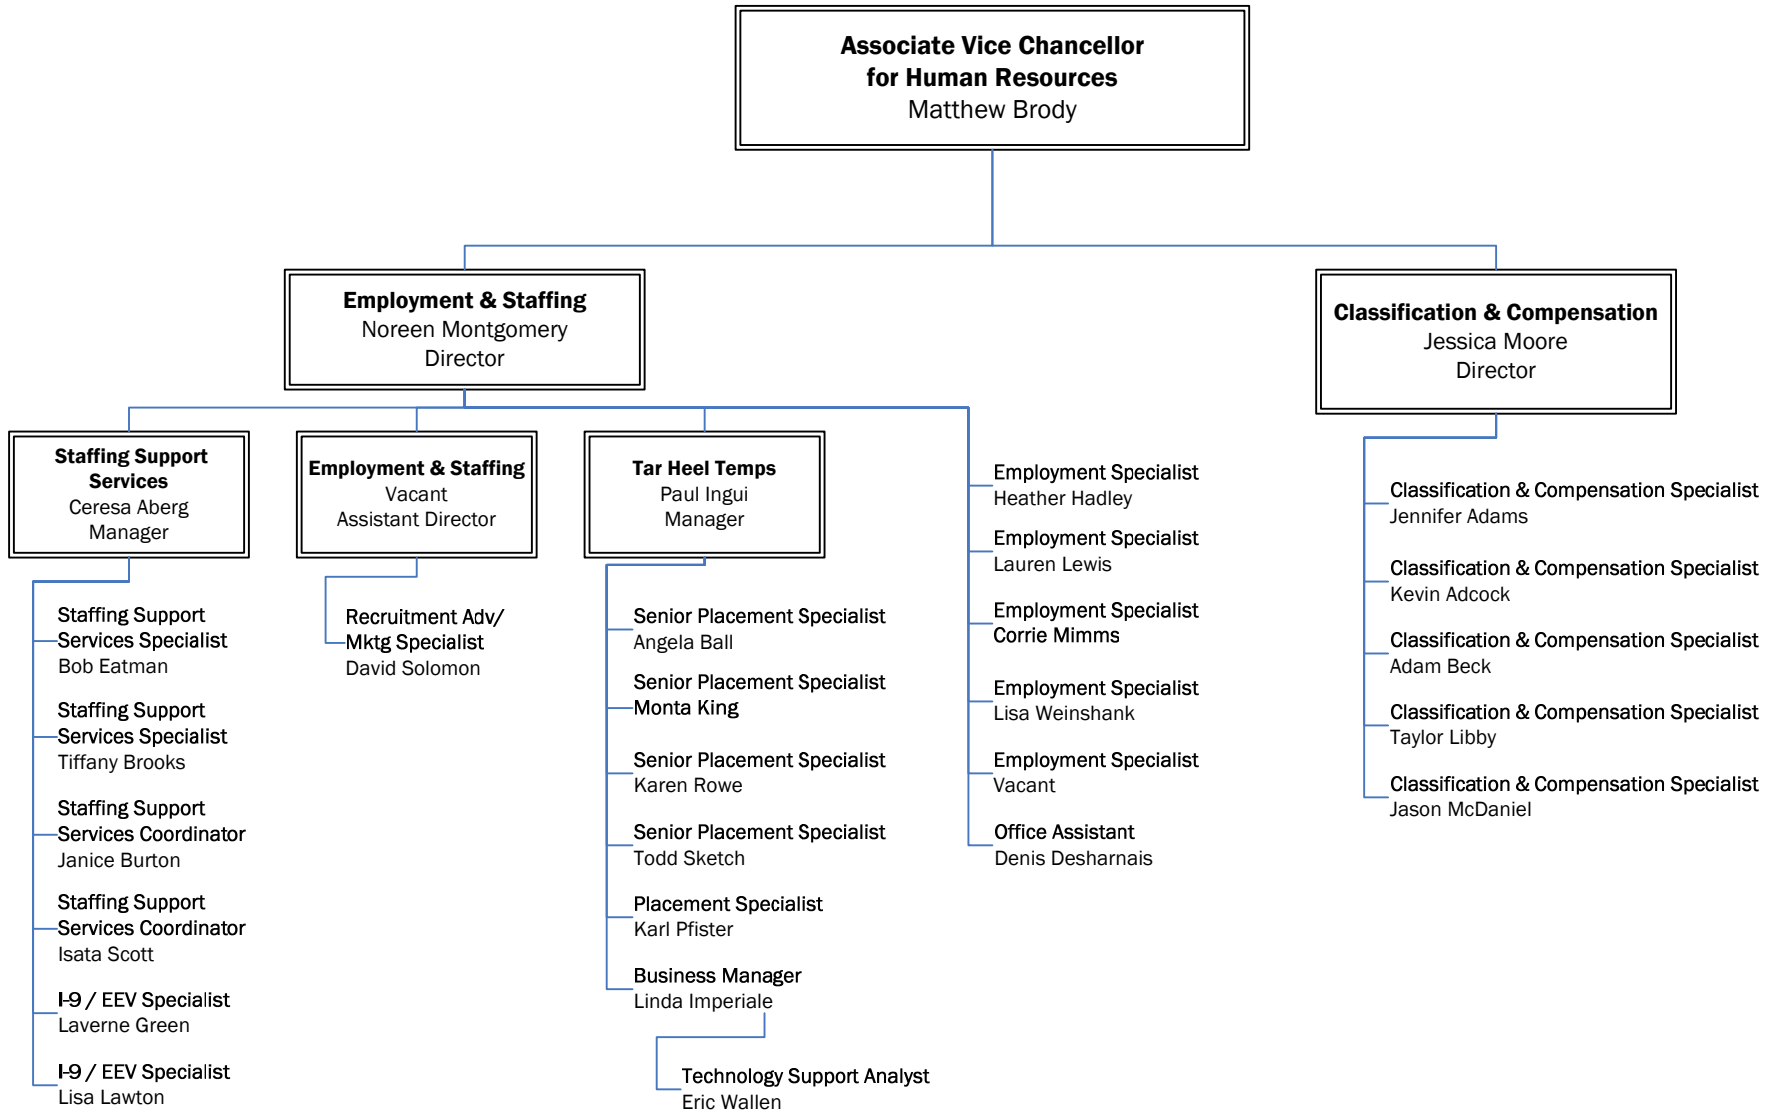 Associate Vice Chancellor
for Human Resources
Matthew Brody
Employment & Staffing
Noreen Montgomery
Director
Classification & Compensation
Jessica Moore
Director
Staffing Support
Services
Ceresa Aberg
Manager
Employment & Staffing
Vacant
Assistant Director
Tar Heel Temps
Paul Ingui
Manager
Staffing Support
Services Specialist
Bob Eatman
Staffing Support
Services Specialist
Tiffany Brooks
Staffing Support
Services Coordinator
Janice Burton
Staffing Support
Services Coordinator
Isata Scott
I-9 / EEV Specialist
Laverne Green
I-9 / EEV Specialist
Lisa Lawton
Recruitment Adv/
Mktg Specialist
David Solomon
Senior Placement Specialist
Angela Ball
Senior Placement Specialist
Monta King
Senior Placement Specialist
Karen Rowe
Senior Placement Specialist
Todd Sketch
Placement Specialist
Karl Pfister
Business Manager
Linda Imperiale
Technology Support Analyst
Eric Wallen
Employment Specialist
Heather Hadley
Employment Specialist
Lauren Lewis
Employment Specialist
Corrie Mimms
Employment Specialist
Lisa Weinshank
Employment Specialist
Vacant
Office Assistant
Denis Desharnais
Classification & Compensation Specialist
Jennifer Adams
Classification & Compensation Specialist
Kevin Adcock
Classification & Compensation Specialist
Adam Beck
Classification & Compensation Specialist
Taylor Libby
Classification & Compensation Specialist
Jason McDaniel